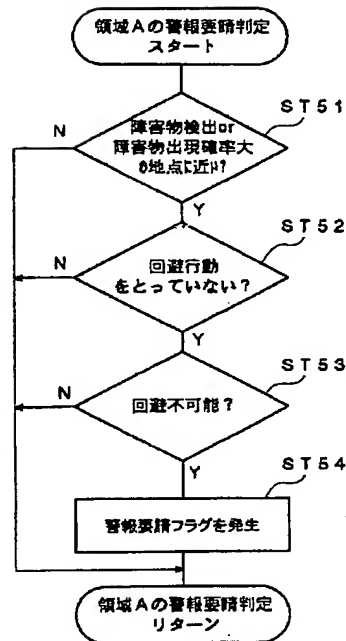 領域Aの警報要請判定
スタート
ST51
N
障害物検出or
障害物出現確率大
の地点に近い?
Y
ST52
N
回避行動
をとっていない?
Y
ST53
N
回避不可能?
Y
ST54
警報要請フラグを発生
領域Aの警報要請判定
リターン